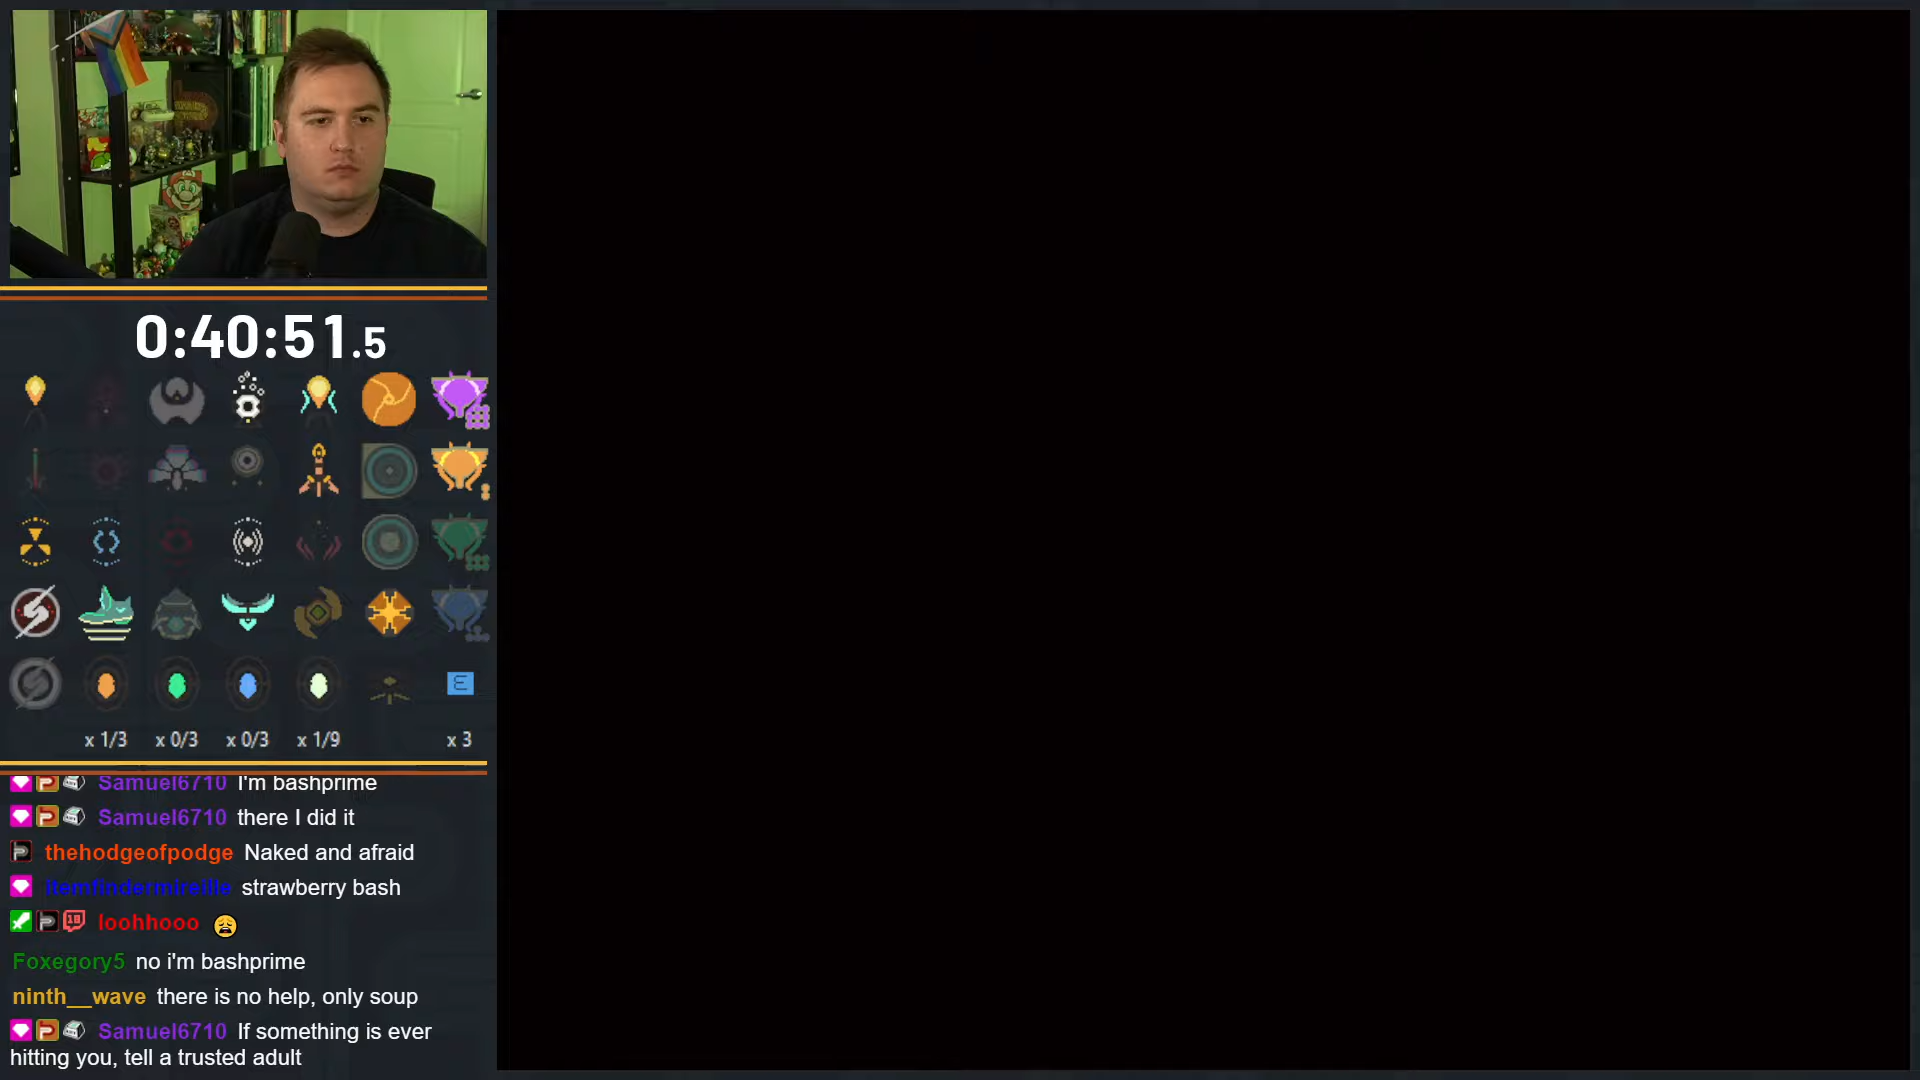 0:40:51.5
x 1/3 x 0/3 x 0/3 x 1/9 x 3
Samuel6710 I'm bashprime
Samuel6710 there I did it
thehodgeofpodge Naked and afraid
itemfindermireille strawberry bash
loohhooo
Foxegory5 no i'm bashprime
ninth__wave there is no help, only soup
Samuel6710 If something is ever
hitting you, tell a trusted adult